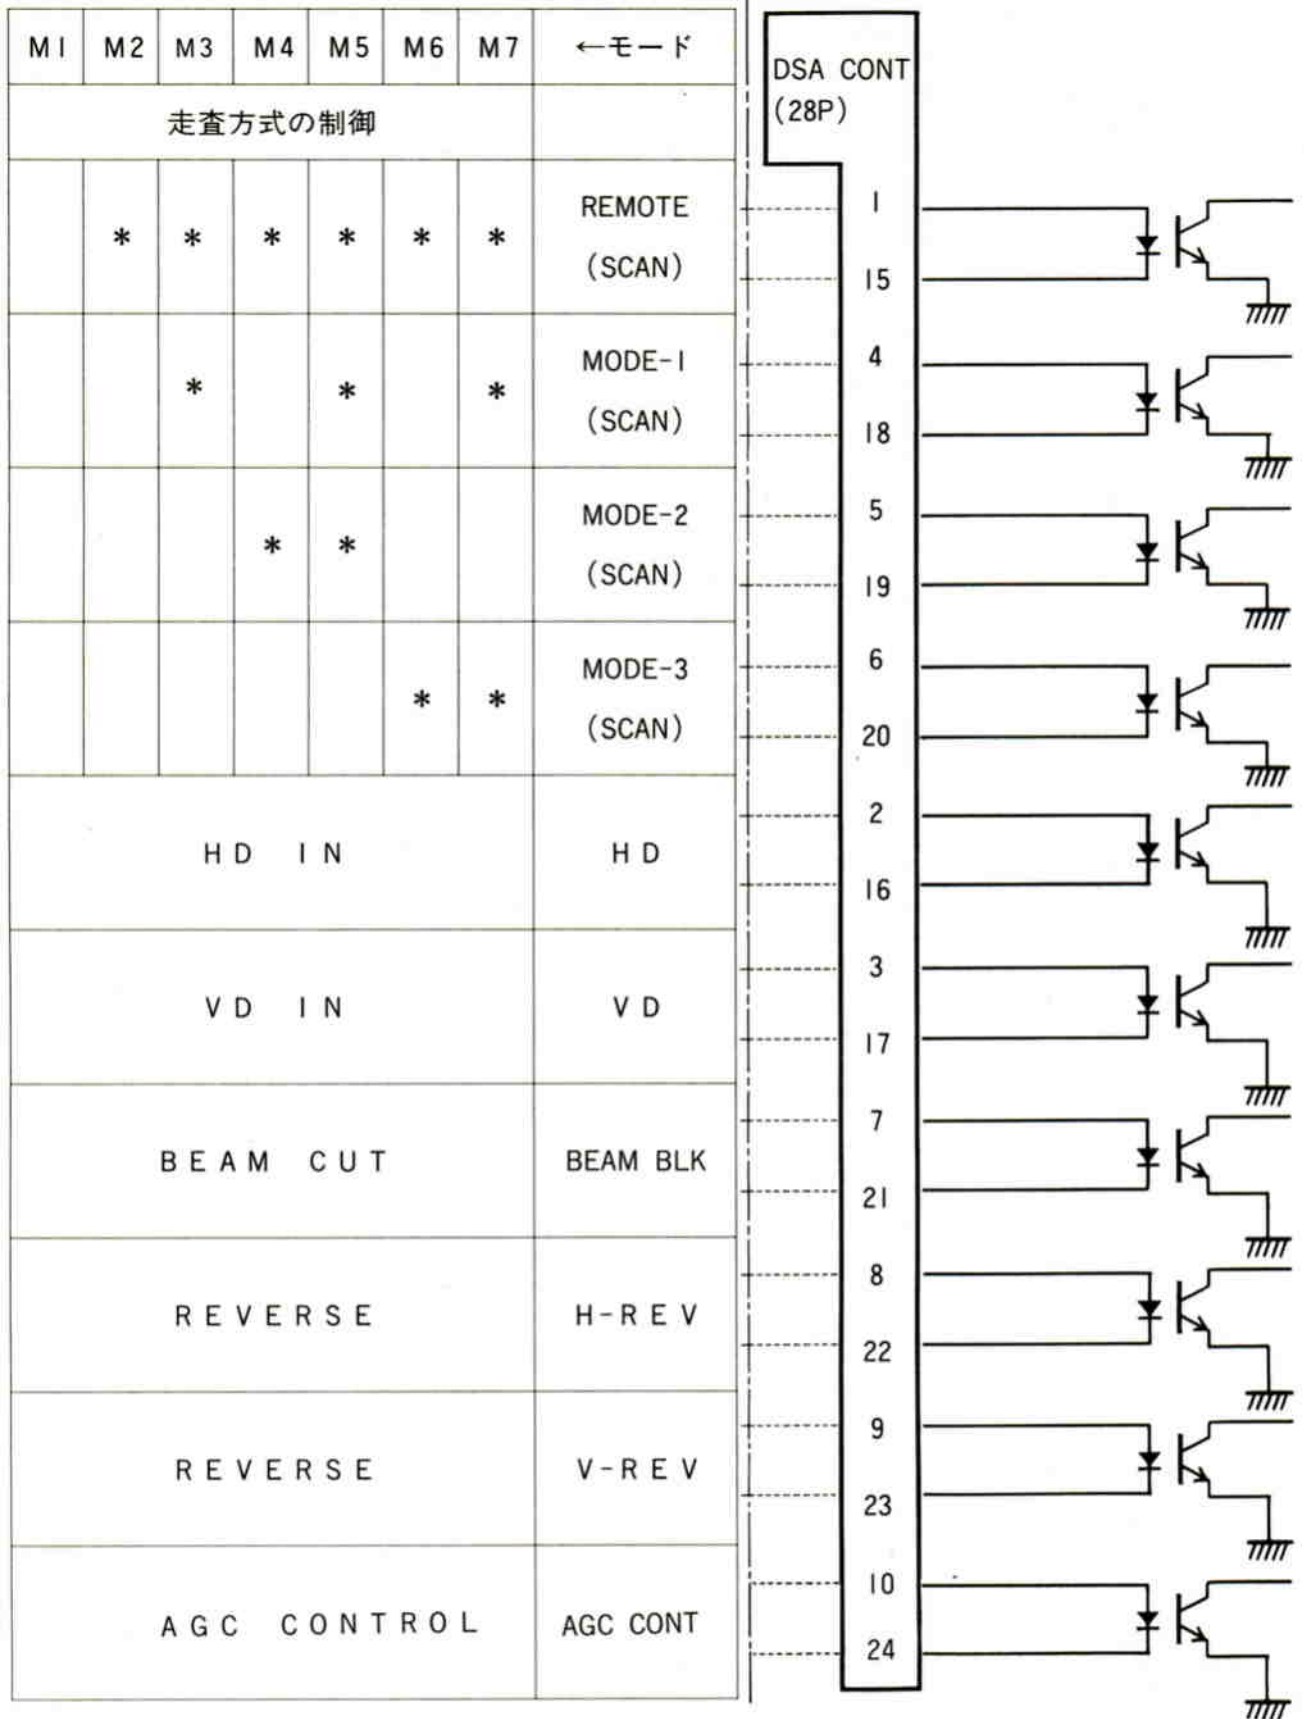 M1 M2 M3 M4 M5 M6 M7 ←モード
走査方式の制御
* * * * * * REMOTE
(SCAN)
* * * MODE-1
(SCAN)
* * MODE-2
(SCAN)
* * MODE-3
(SCAN)
HD IN HD
VD IN VD
BEAM CUT BEAM BLK
REVERSE H-REV
REVERSE V-REV
AGC CONTROL AGC CONT
DSA CONT
(28P)
1
15
4
18
5
19
6
20
2
16
3
17
7
21
8
22
9
23
10
24